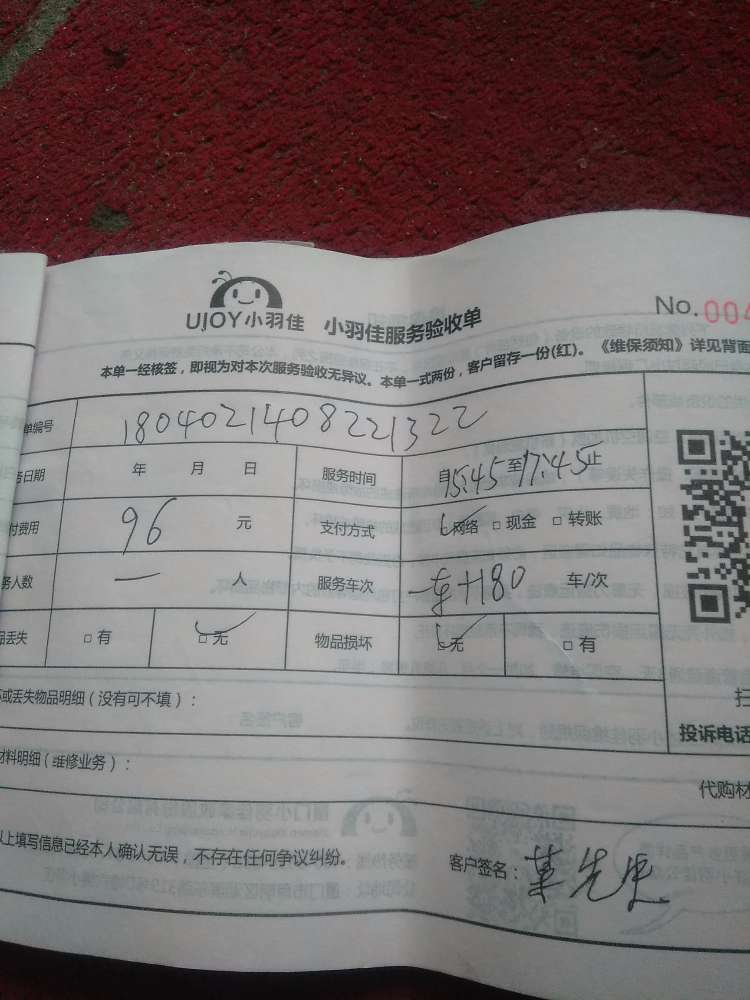 UJOY小羽佳 小羽佳服务验收单 No.004
本单一经核签，即视为对本次服务验收无异议。本单一式两份，客户留存一份(红)。《维保须知》详见背面
单编号 1804021408221322
务日期 年 月 日 服务时间 自15:45至17:45止
付费用 96 元 支付方式 网络 现金 转账
务人数 一 人 服务车次 一车+180 车/次
品丢失 有 无 物品损坏 无 有
坏或丢失物品明细（没有可不填）：
扫
投诉电话
材料明细（维修业务）：
代购材
以上填写信息已经本人确认无误，不存在任何争议纠纷。
客户签名： 先生